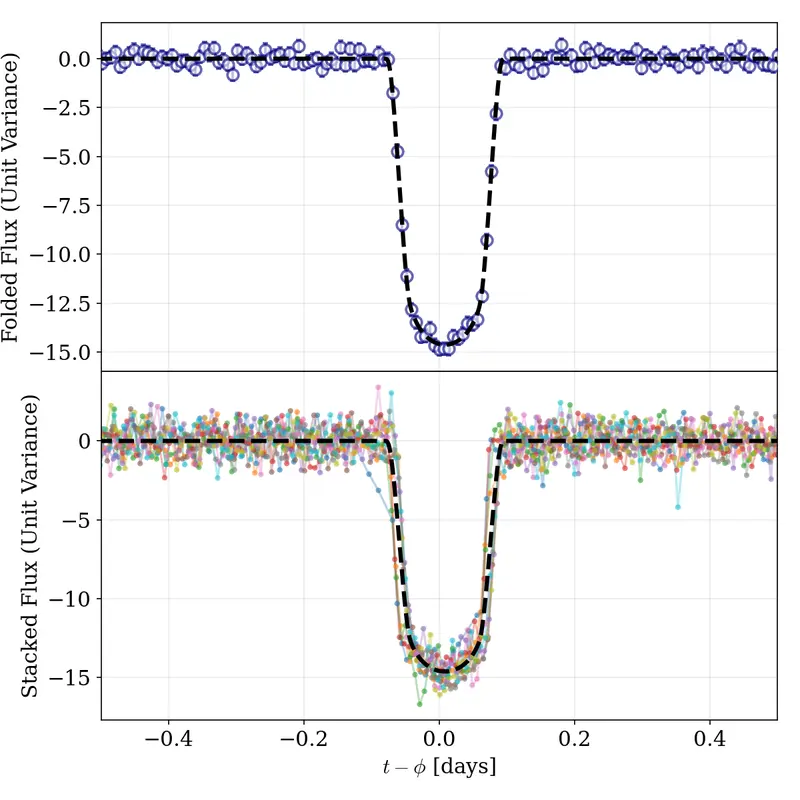 Folded Flux (Unit Variance)
0.0
−2.5
−5.0
−7.5
−10.0
−12.5
−15.0
Stacked Flux (Unit Variance)
0
−5
−10
−15
−0.4 −0.2 0.0 0.2 0.4
t − ϕ [days]